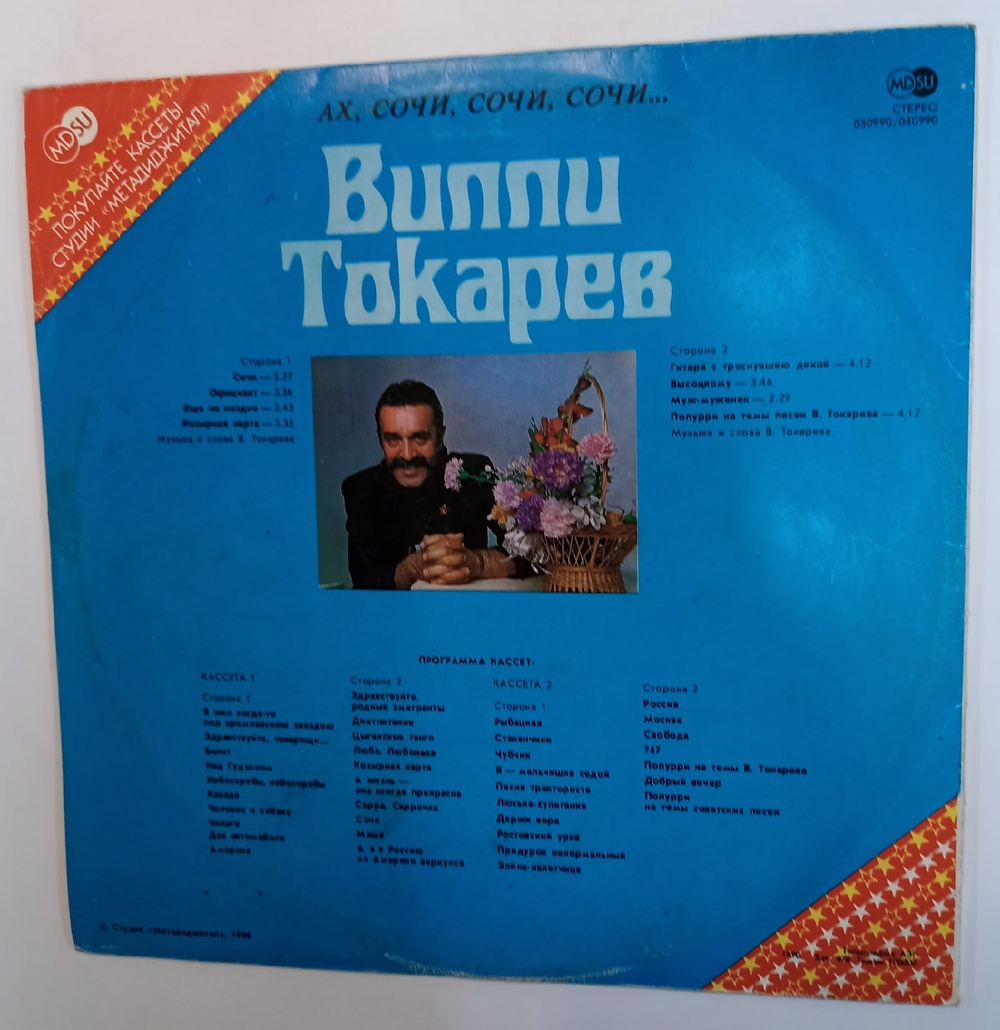 MDSU
ПОКУПАЙТЕ КАССЕТЫ
СТУДИИ «МЕТАДИДЖИТАЛ»
АХ, СОЧИ, СОЧИ, СОЧИ...
MDSU
СТЕРЕО
030990/040990
Вилли
Токарев
Сторона 1
Сочи — 3.27
Официант — 3.36
Еще не поздно — 3.43
Козырная карта — 3.33
Музыка и слова В. Токарева
Сторона 2
Гитара с треснувшею декой — 4.12
Высоцкому — 3.46
Муж-муженек — 2.29
Попурри на темы песен В. Токарева — 4.12
Музыка и слова В. Токарева
ПРОГРАММА КАССЕТ:
КАССЕТА 1
Сторона 1
Я жил когда-то
под кремлевскою звездою
Здравствуйте, товарищи...
Билет
Над Гудзоном
Небоскребы, небоскребы
Канада
Человек и собака
Чикаго
Два автомобиля
Америка
Сторона 2
Здравствуйте,
родные эмигранты
Диетпитание
Цыганское танго
Люба, Любонька
Козырная карта
А жизнь —
она всегда прекрасна
Сарра, Саррочка
Сочи
Маша
А я в Россию
из Америки вернулся
КАССЕТА 2
Сторона 1
Рыбацкая
Стаканчики
Чубчик
Я — мальчишка седой
Песня тракториста
Люська-хулиганка
Держи вора
Ростовский урка
Придурок ненормальный
Зойка-налетчица
Сторона 2
Россия
Москва
Свобода
747
Попурри на темы В. Токарева
Добрый вечер
Попурри
на темы советских песен
© Студия «Метадиджитал», 1990